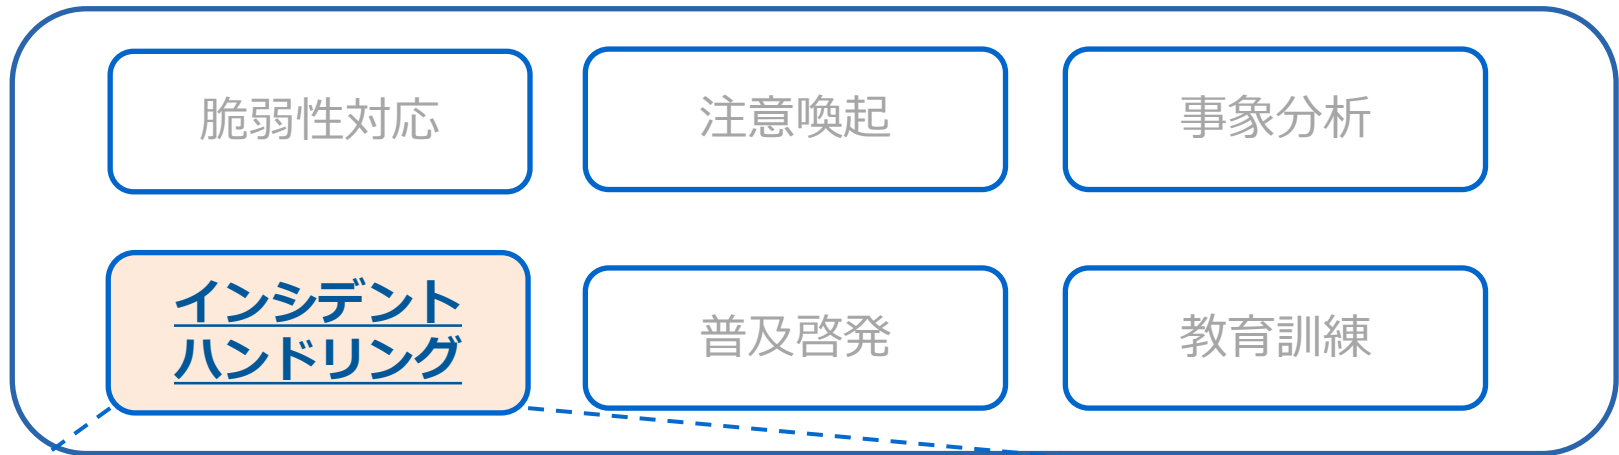 脆弱性対応
注意喚起
事象分析
インシデント
ハンドリング
普及啓発
教育訓練